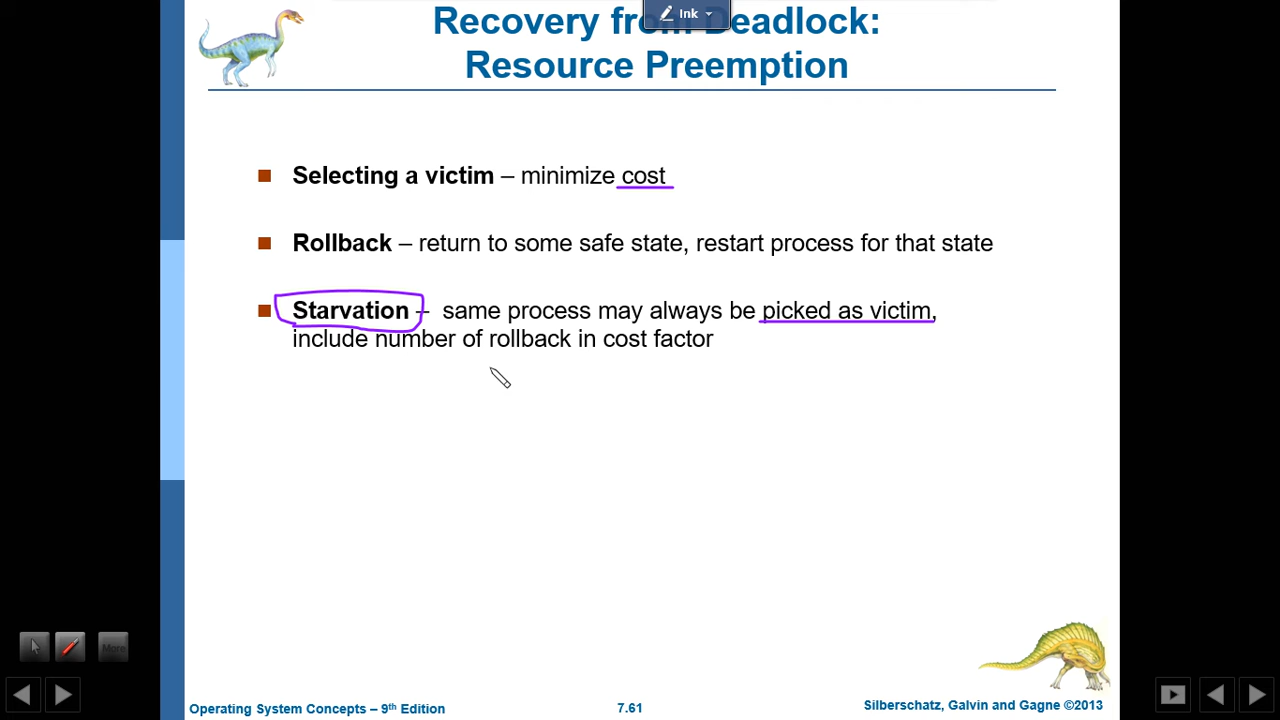 Ink
Recovery from Deadlock:
Resource Preemption
Selecting a victim – minimize cost
Rollback – return to some safe state, restart process for that state
Starvation – same process may always be picked as victim,
include number of rollback in cost factor
More
Operating System Concepts – 9th Edition
7.61
Silberschatz, Galvin and Gagne ©2013